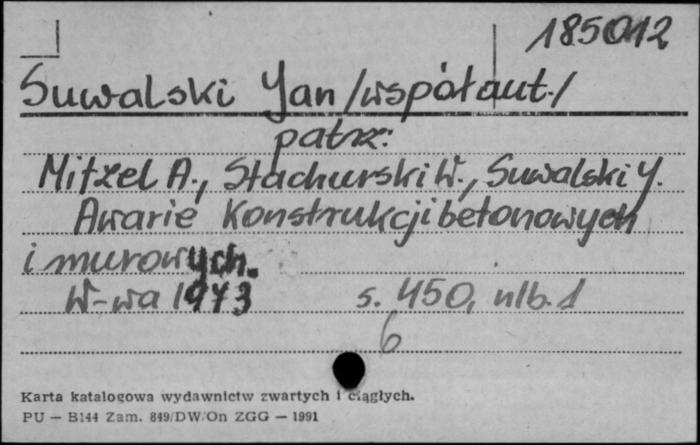 185012
Suwalski Jan /współaut./
patrz:
Mitzel A., Stachurski W., Suwalski J.
Awarie konstrukcji betonowych
i murowych.
W-wa 1973 s. 450, nlb. 1
6
Karta katalogowa wydawnictw zwartych i ciągłych.
PU — B144 Zam. 849/DW/On ZGG — 1991